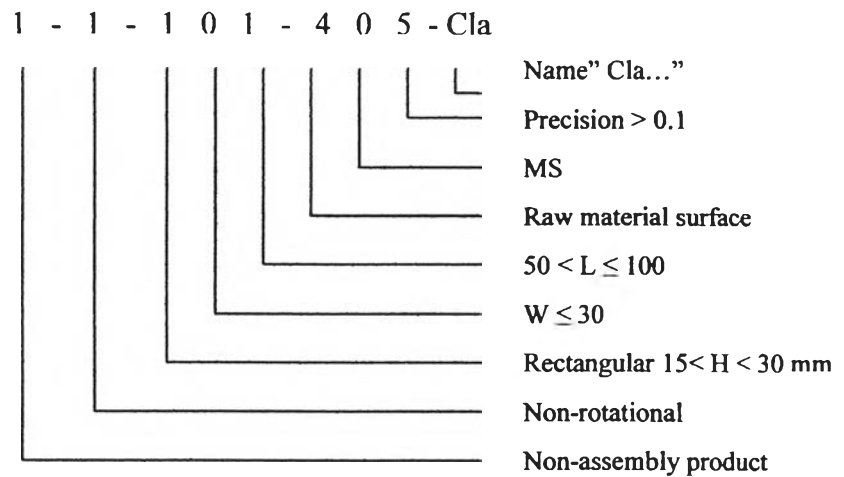 1 - 1 - 1 0 1 - 4 0 5 - Cla
Name” Cla...”
Precision > 0.1
MS
Raw material surface
50 < L ≤ 100
W ≤ 30
Rectangular 15< H < 30 mm
Non-rotational
Non-assembly product